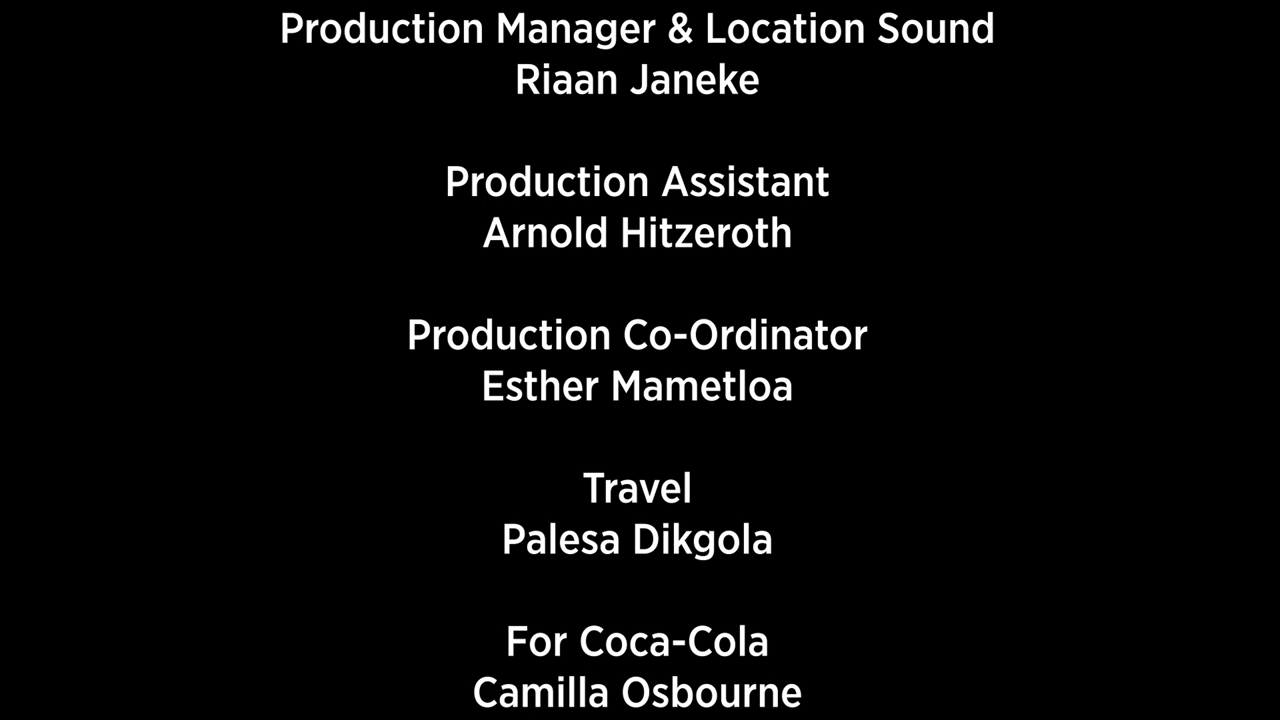 Production Manager & Location Sound
Riaan Janeke
Production Assistant
Arnold Hitzeroth
Production Co-Ordinator
Esther Mametloa
Travel
Palesa Dikgola
For Coca-Cola
Camilla Osbourne